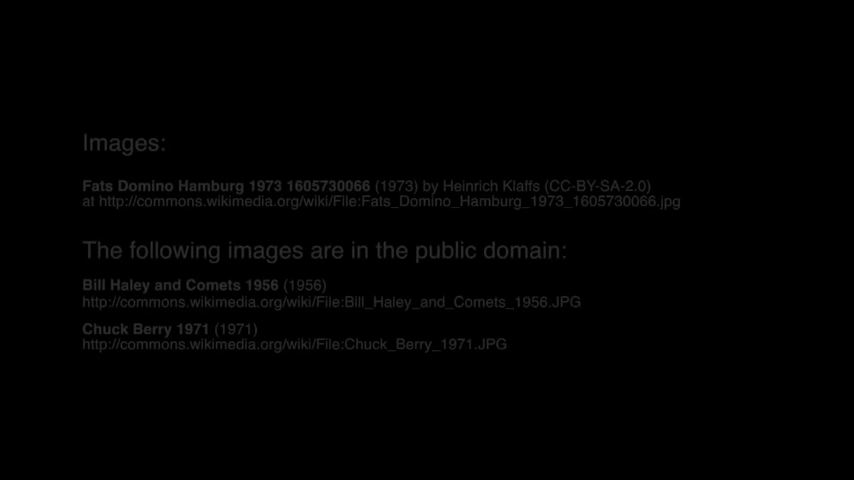 Images:
Fats Domino Hamburg 1973 1605730066 (1973) by Heinrich Klaffs (CC-BY-SA-2.0)
at http://commons.wikimedia.org/wiki/File:Fats_Domino_Hamburg_1973_1605730066.jpg
The following images are in the public domain:
Bill Haley and Comets 1956 (1956)
http://commons.wikimedia.org/wiki/File:Bill_Haley_and_Comets_1956.JPG
Chuck Berry 1971 (1971)
http://commons.wikimedia.org/wiki/File:Chuck_Berry_1971.JPG